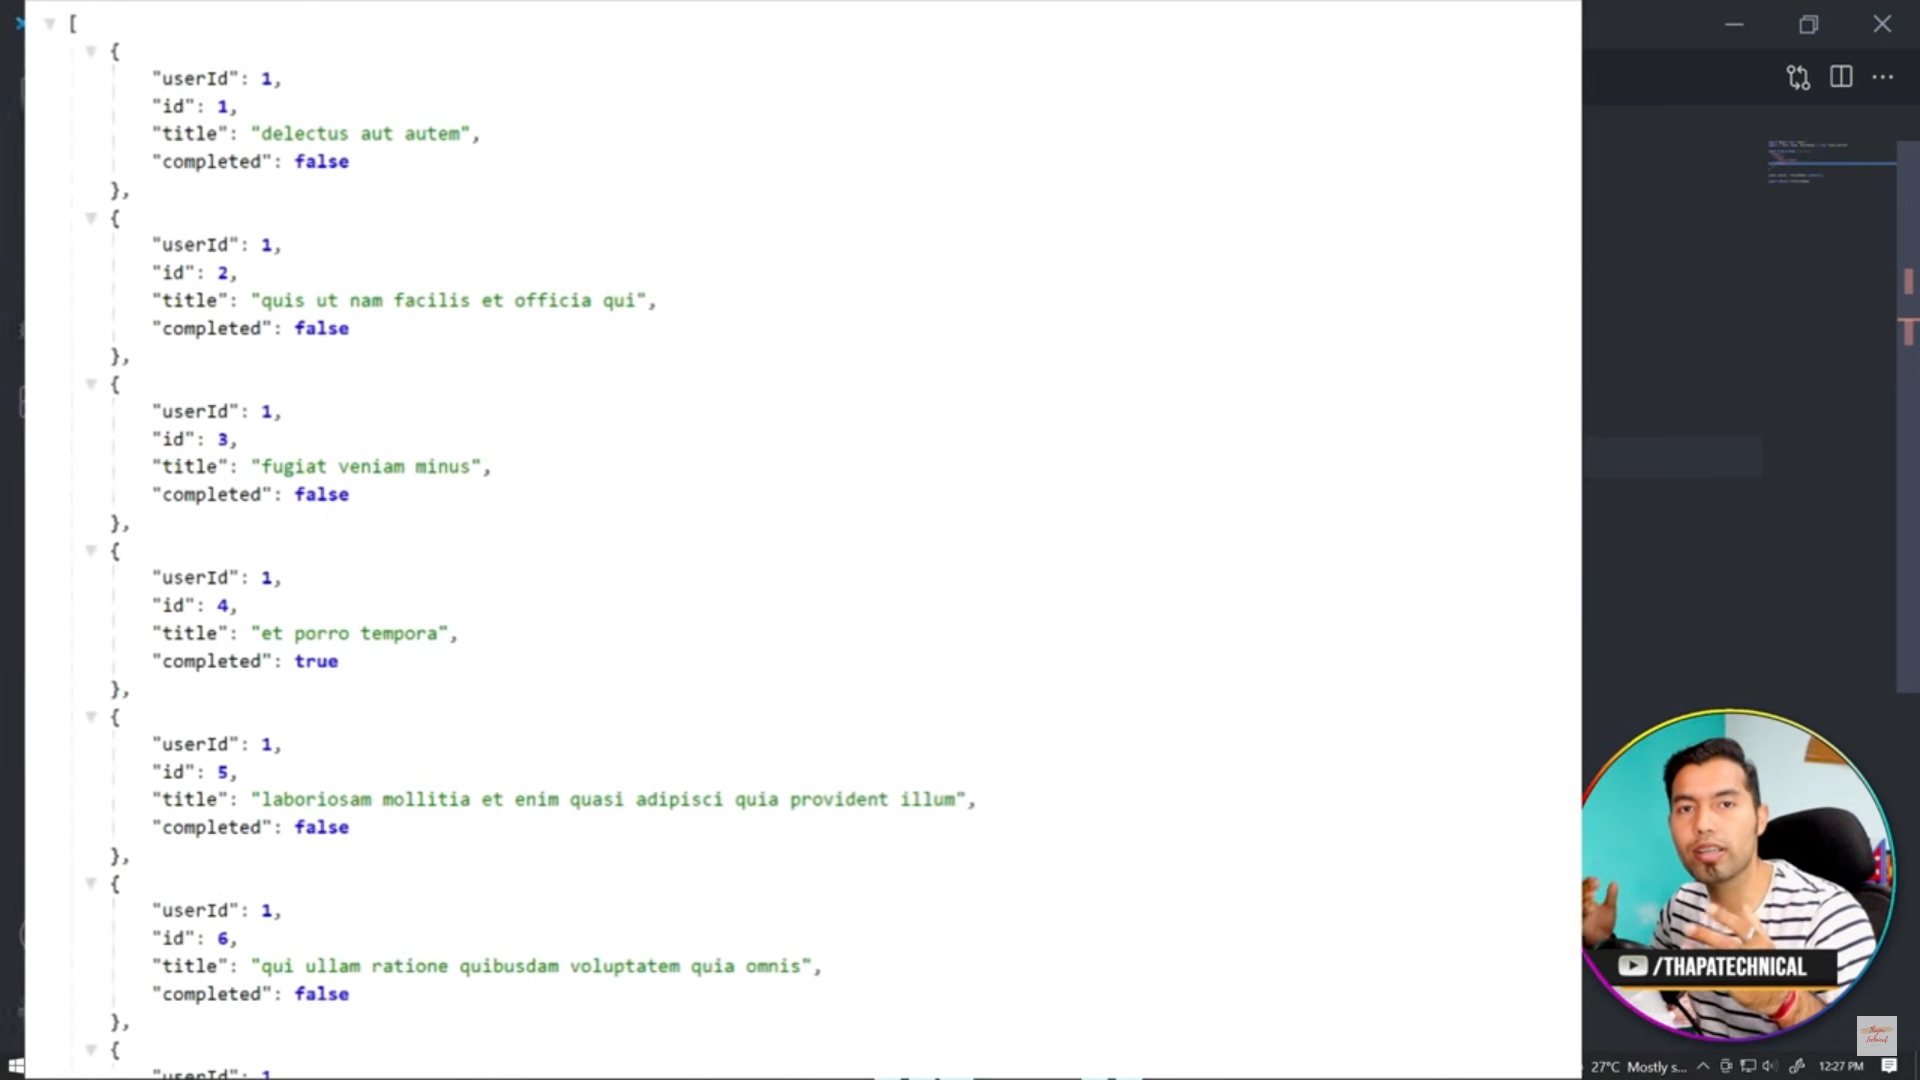 [
{
"userId": 1,
"id": 1,
"title": "delectus aut autem",
"completed": false
},
{
"userId": 1,
"id": 2,
"title": "quis ut nam facilis et officia qui",
"completed": false
},
{
"userId": 1,
"id": 3,
"title": "fugiat veniam minus",
"completed": false
},
{
"userId": 1,
"id": 4,
"title": "et porro tempora",
"completed": true
},
{
"userId": 1,
"id": 5,
"title": "laboriosam mollitia et enim quasi adipisci quia provident illum",
"completed": false
},
{
"userId": 1,
"id": 6,
"title": "qui ullam ratione quibusdam voluptatem quia omnis",
"completed": false
},
{
"userId": 1
/THAPATECHNICAL
27°C Mostly s... 12:27 PM